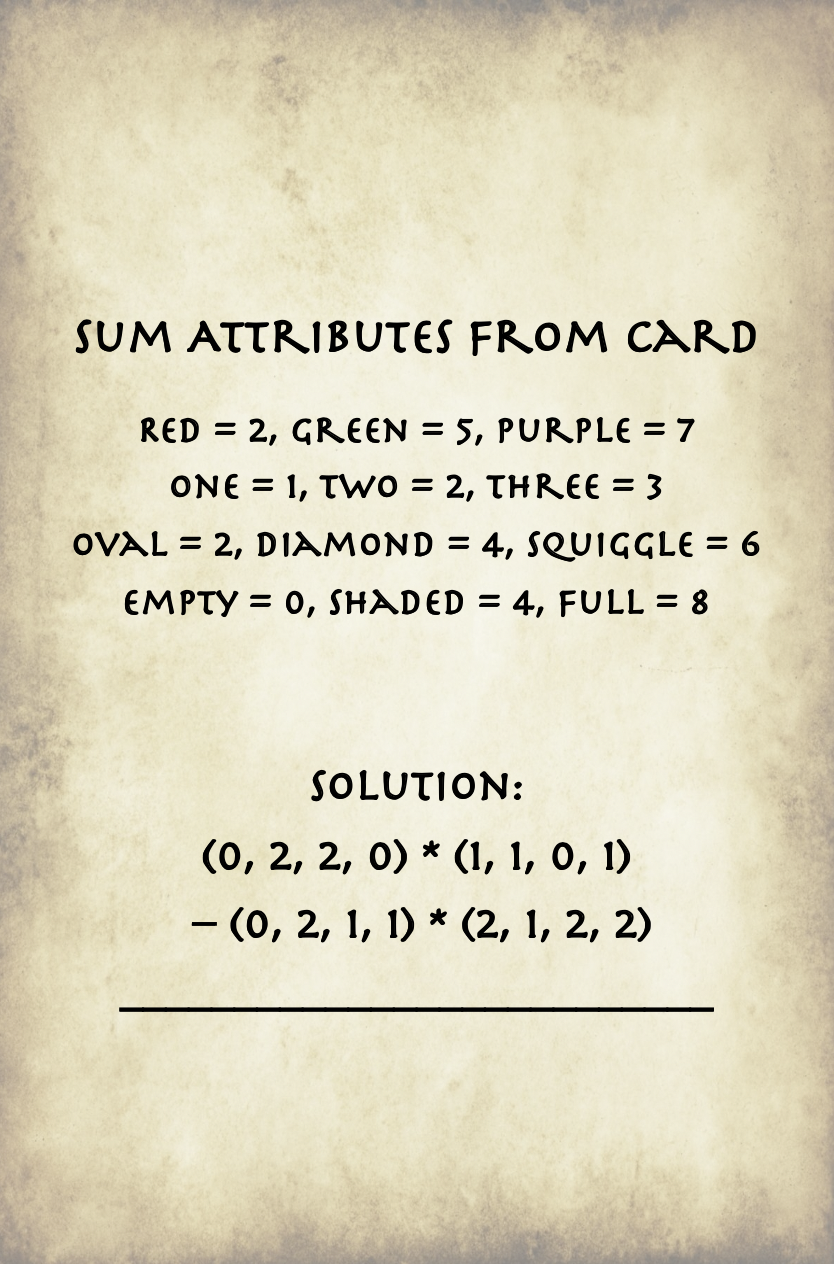 SUM ATTRIBUTES FROM CARD
RED = 2, GREEN = 5, PURPLE = 7
ONE = 1, TWO = 2, THREE = 3
OVAL = 2, DIAMOND = 4, SQUIGGLE = 6
EMPTY = 0, SHADED = 4, FULL = 8
SOLUTION:
(0, 2, 2, 0) * (1, 1, 0, 1)
– (0, 2, 1, 1) * (2, 1, 2, 2)